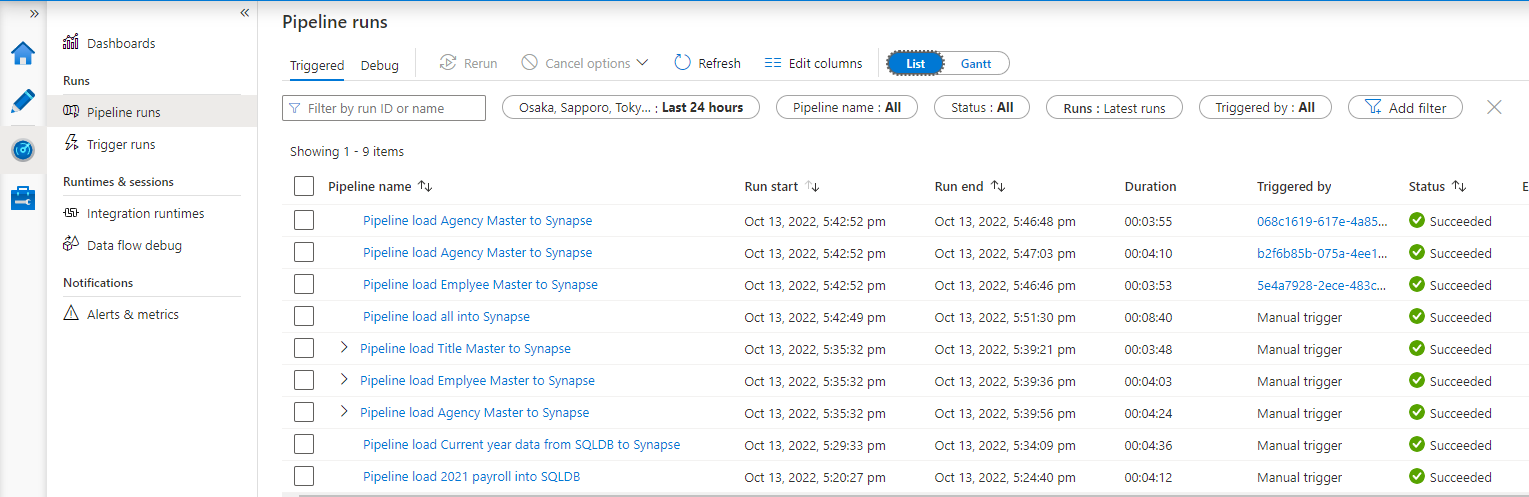 Pipeline runs
Dashboards
Runs
Pipeline runs
Trigger runs
Runtimes & sessions
Integration runtimes
Data flow debug
Notifications
Alerts & metrics
Triggered Debug Rerun Cancel options Refresh Edit columns List Gantt
Filter by run ID or name Osaka, Sapporo, Toky... : Last 24 hours Pipeline name : All Status : All Runs : Latest runs Triggered by : All Add filter
Showing 1 - 9 items
Pipeline name Run start Run end Duration Triggered by Status E
Pipeline load Agency Master to Synapse Oct 13, 2022, 5:42:52 pm Oct 13, 2022, 5:46:48 pm 00:03:55 068c1619-617e-4a85... Succeeded
Pipeline load Agency Master to Synapse Oct 13, 2022, 5:42:52 pm Oct 13, 2022, 5:47:03 pm 00:04:10 b2f6b85b-075a-4ee1... Succeeded
Pipeline load Emplyee Master to Synapse Oct 13, 2022, 5:42:52 pm Oct 13, 2022, 5:46:46 pm 00:03:53 5e4a7928-2ece-483c... Succeeded
Pipeline load all into Synapse Oct 13, 2022, 5:42:49 pm Oct 13, 2022, 5:51:30 pm 00:08:40 Manual trigger Succeeded
Pipeline load Title Master to Synapse Oct 13, 2022, 5:35:32 pm Oct 13, 2022, 5:39:21 pm 00:03:48 Manual trigger Succeeded
Pipeline load Emplyee Master to Synapse Oct 13, 2022, 5:35:32 pm Oct 13, 2022, 5:39:36 pm 00:04:03 Manual trigger Succeeded
Pipeline load Agency Master to Synapse Oct 13, 2022, 5:35:32 pm Oct 13, 2022, 5:39:56 pm 00:04:24 Manual trigger Succeeded
Pipeline load Current year data from SQLDB to Synapse Oct 13, 2022, 5:29:33 pm Oct 13, 2022, 5:34:09 pm 00:04:36 Manual trigger Succeeded
Pipeline load 2021 payroll into SQLDB Oct 13, 2022, 5:20:27 pm Oct 13, 2022, 5:24:40 pm 00:04:12 Manual trigger Succeeded